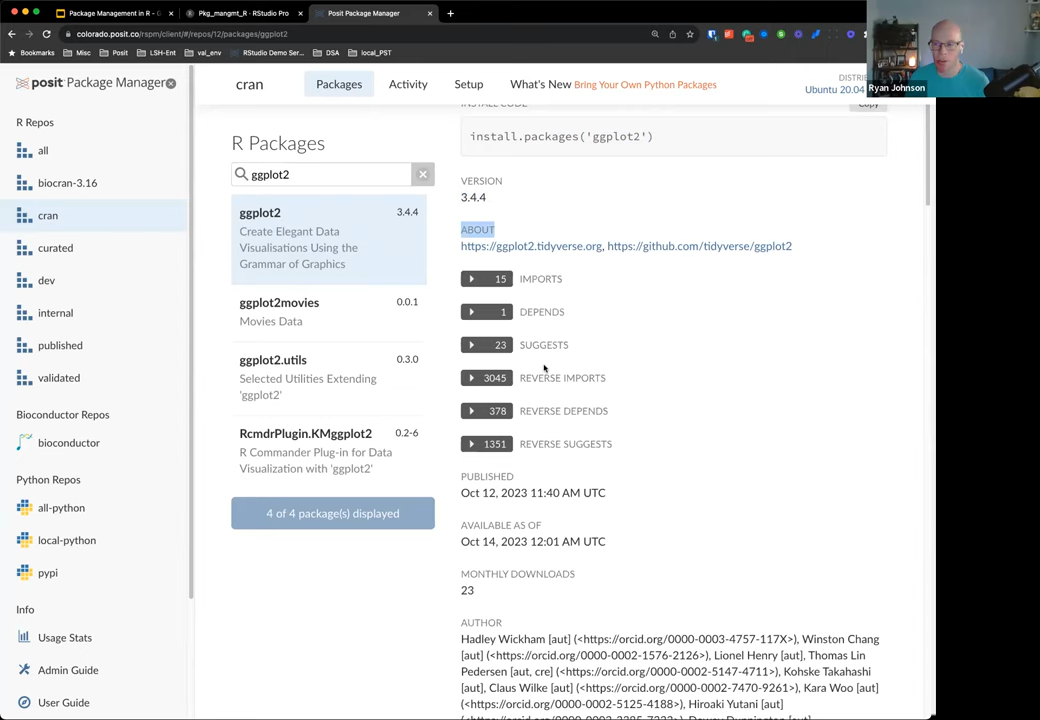 Package Management in R - G
Pkg_mangmt_R - RStudio Pro
Posit Package Manager
colorado.posit.co/rspm/client/#/repos/12/packages/ggplot2
Bookmarks
Misc
Posit
LSH-Ent
val_env
RStudio Demo Ser...
DSA
local_PST
posit Package Manager
cran
Packages
Activity
Setup
What's New Bring Your Own Python Packages
DISTRI
Ubuntu 20.04
Ryan Johnson
R Repos
all
biocran-3.16
cran
curated
dev
internal
published
validated
Bioconductor Repos
bioconductor
Python Repos
all-python
local-python
pypi
Info
Usage Stats
Admin Guide
User Guide
R Packages
ggplot2
ggplot2 3.4.4
Create Elegant Data
Visualisations Using the
Grammar of Graphics
ggplot2movies 0.0.1
Movies Data
ggplot2.utils 0.3.0
Selected Utilities Extending
'ggplot2'
RcmdrPlugin.KMggplot2 0.2-6
R Commander Plug-in for Data
Visualization with 'ggplot2'
4 of 4 package(s) displayed
INSTALL CODE
Copy
install.packages('ggplot2')
VERSION
3.4.4
ABOUT
https://ggplot2.tidyverse.org, https://github.com/tidyverse/ggplot2
15 IMPORTS
1 DEPENDS
23 SUGGESTS
3045 REVERSE IMPORTS
378 REVERSE DEPENDS
1351 REVERSE SUGGESTS
PUBLISHED
Oct 12, 2023 11:40 AM UTC
AVAILABLE AS OF
Oct 14, 2023 12:01 AM UTC
MONTHLY DOWNLOADS
23
AUTHOR
Hadley Wickham [aut] (<https://orcid.org/0000-0003-4757-117X>), Winston Chang
[aut] (<https://orcid.org/0000-0002-1576-2126>), Lionel Henry [aut], Thomas Lin
Pedersen [aut, cre] (<https://orcid.org/0000-0002-5147-4711>), Kohske Takahashi
[aut], Claus Wilke [aut] (<https://orcid.org/0000-0002-7470-9261>), Kara Woo [aut]
(<https://orcid.org/0000-0002-5125-4188>), Hiroaki Yutani [aut]